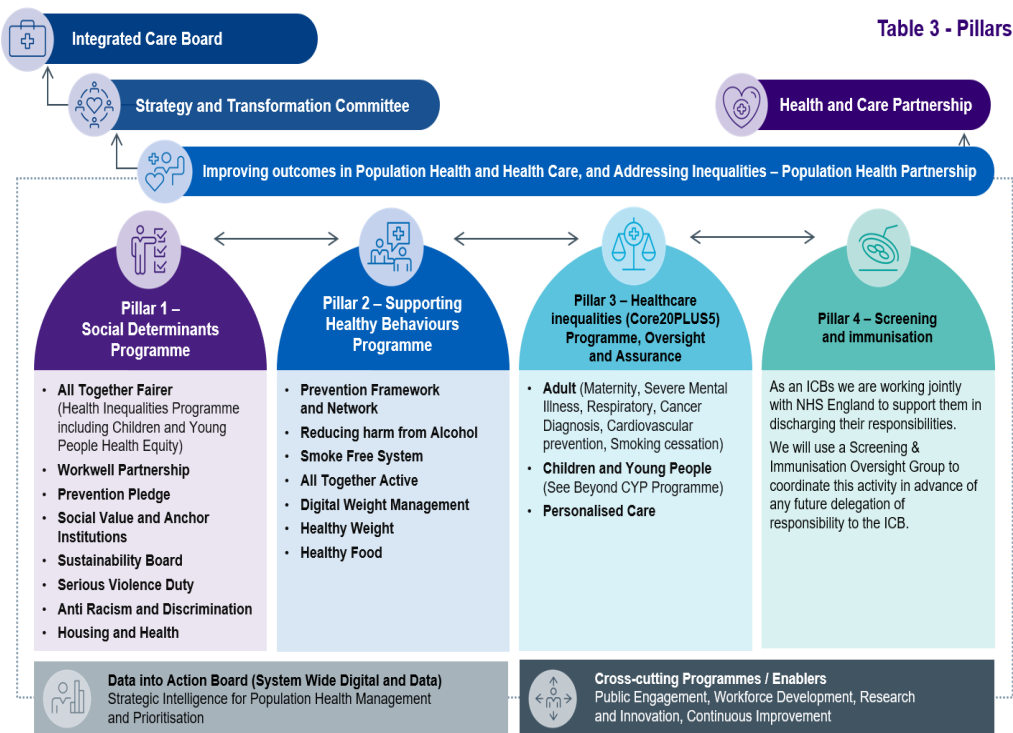 Table 3 - Pillars
Integrated Care Board
Strategy and Transformation Committee
Health and Care Partnership
Improving outcomes in Population Health and Health Care, and Addressing Inequalities – Population Health Partnership
Pillar 1 –
Social Determinants
Programme
• All Together Fairer
(Health Inequalities Programme
including Children and Young
People Health Equity)
• Workwell Partnership
• Prevention Pledge
• Social Value and Anchor
Institutions
• Sustainability Board
• Serious Violence Duty
• Anti Racism and Discrimination
• Housing and Health
Pillar 2 – Supporting
Healthy Behaviours
Programme
• Prevention Framework
and Network
• Reducing harm from Alcohol
• Smoke Free System
• All Together Active
• Digital Weight Management
• Healthy Weight
• Healthy Food
Pillar 3 – Healthcare
inequalities (Core20PLUS5)
Programme, Oversight
and Assurance
• Adult (Maternity, Severe Mental
Illness, Respiratory, Cancer
Diagnosis, Cardiovascular
prevention, Smoking cessation)
• Children and Young People
(See Beyond CYP Programme)
• Personalised Care
Pillar 4 – Screening
and immunisation
As an ICBs we are working jointly
with NHS England to support them in
discharging their responsibilities.
We will use a Screening &
Immunisation Oversight Group to
coordinate this activity in advance of
any future delegation of
responsibility to the ICB.
Data into Action Board (System Wide Digital and Data)
Strategic Intelligence for Population Health Management
and Prioritisation
Cross-cutting Programmes / Enablers
Public Engagement, Workforce Development, Research
and Innovation, Continuous Improvement